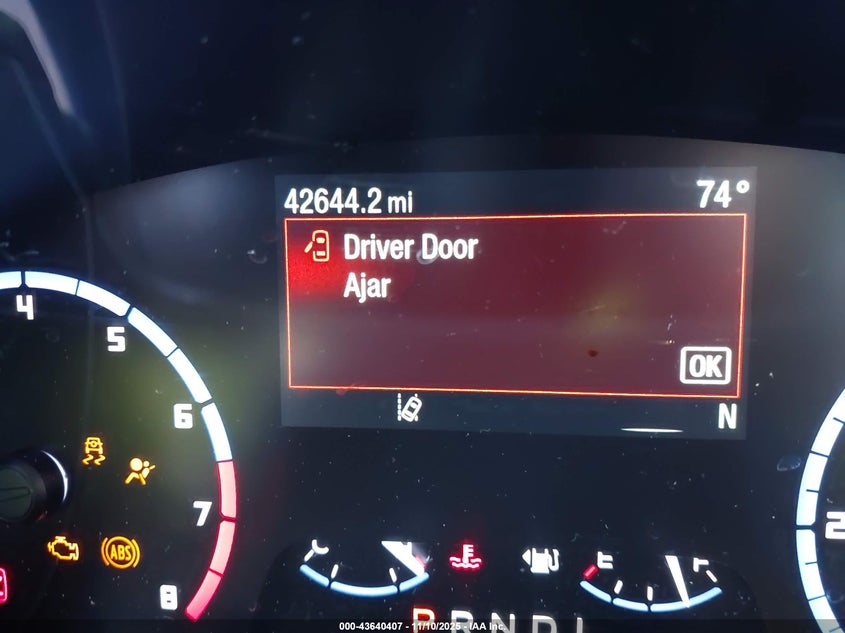 42644.2 mi
74°
Driver Door
Ajar
OK
N
4
5
6
7
8
ABS
2
P R N D L
000-43640407 - 11/10/2025 - IAA Inc.